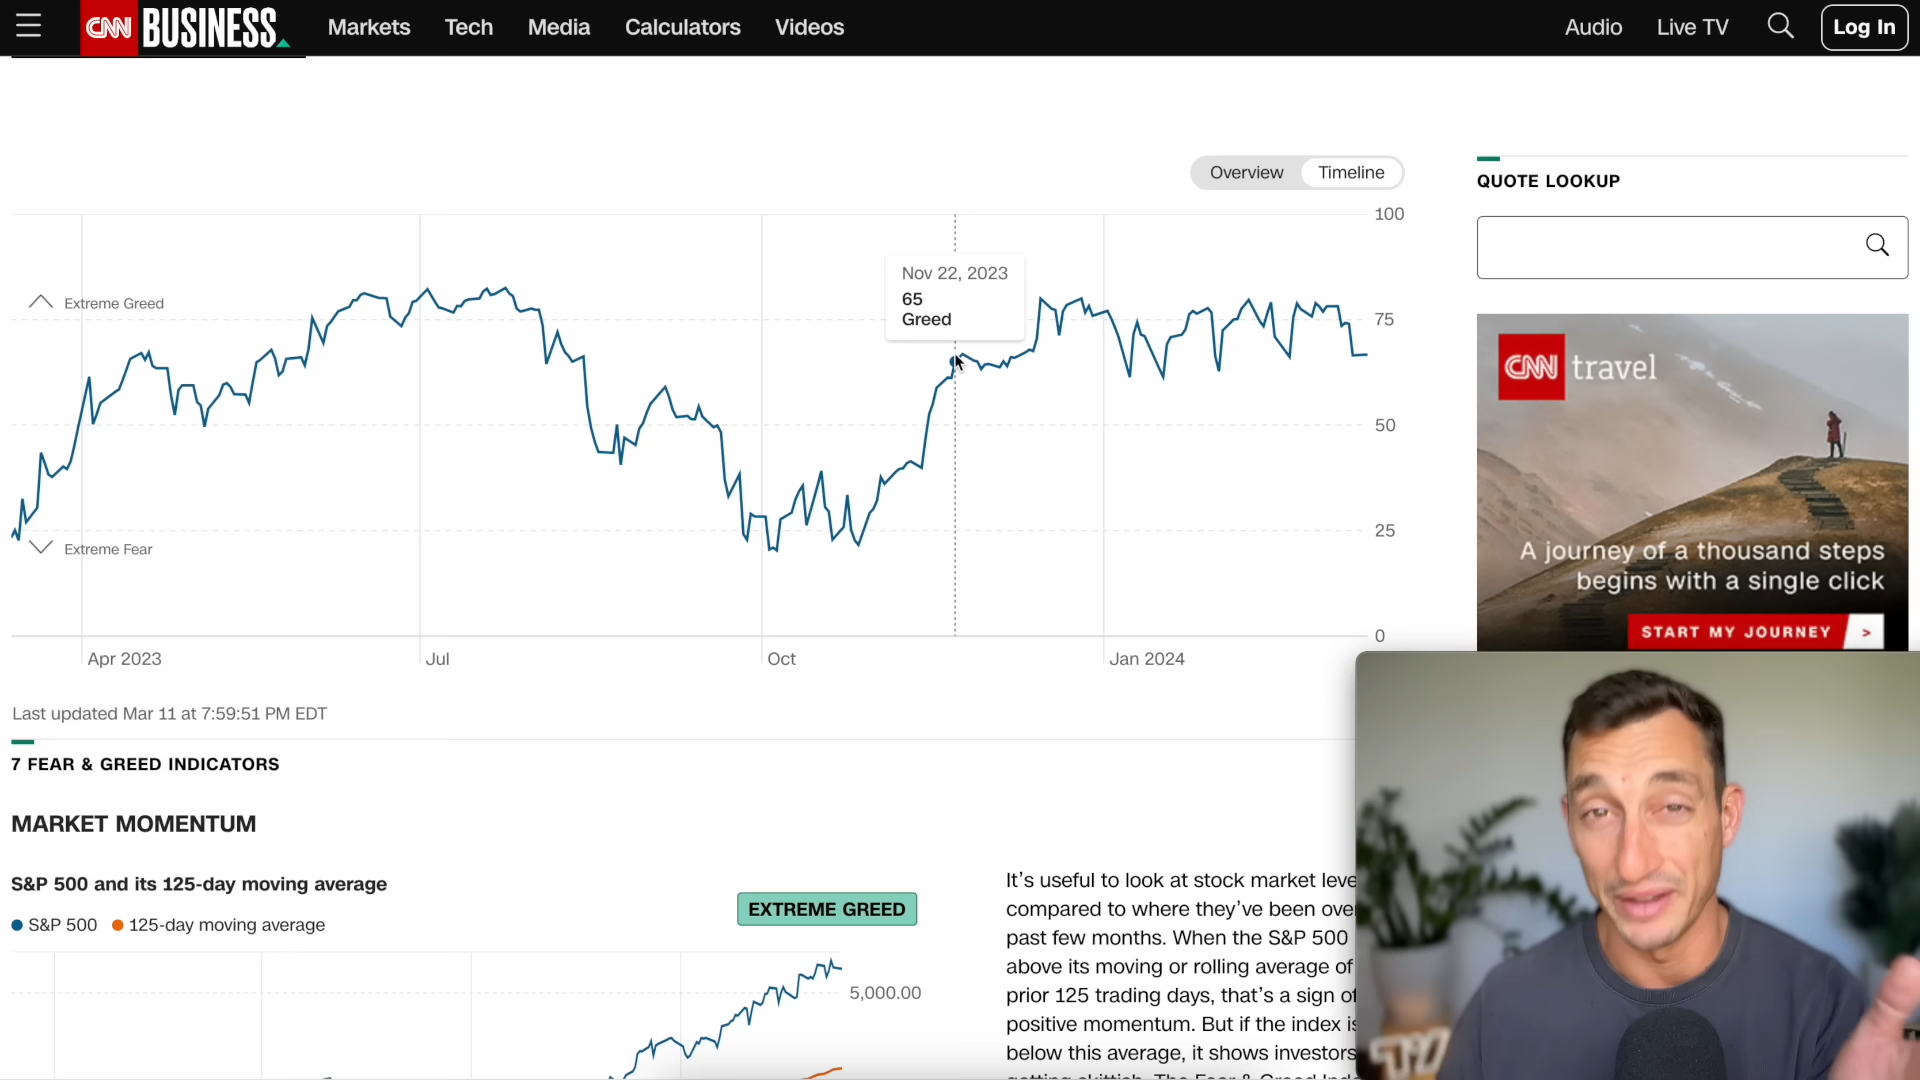 CNN BUSINESS
Markets
Tech
Media
Calculators
Videos
Audio
Live TV
Log In
Overview
Timeline
100
75
50
25
0
Extreme Greed
Extreme Fear
Nov 22, 2023
65
Greed
Apr 2023
Jul
Oct
Jan 2024
Last updated Mar 11 at 7:59:51 PM EDT
QUOTE LOOKUP
CNN travel
A journey of a thousand steps
begins with a single click
START MY JOURNEY >
7 FEAR & GREED INDICATORS
MARKET MOMENTUM
S&P 500 and its 125-day moving average
S&P 500
125-day moving average
EXTREME GREED
5,000.00
It's useful to look at stock market leve
compared to where they've been ove
past few months. When the S&P 500
above its moving or rolling average of
prior 125 trading days, that's a sign of
positive momentum. But if the index is
below this average, it shows investors